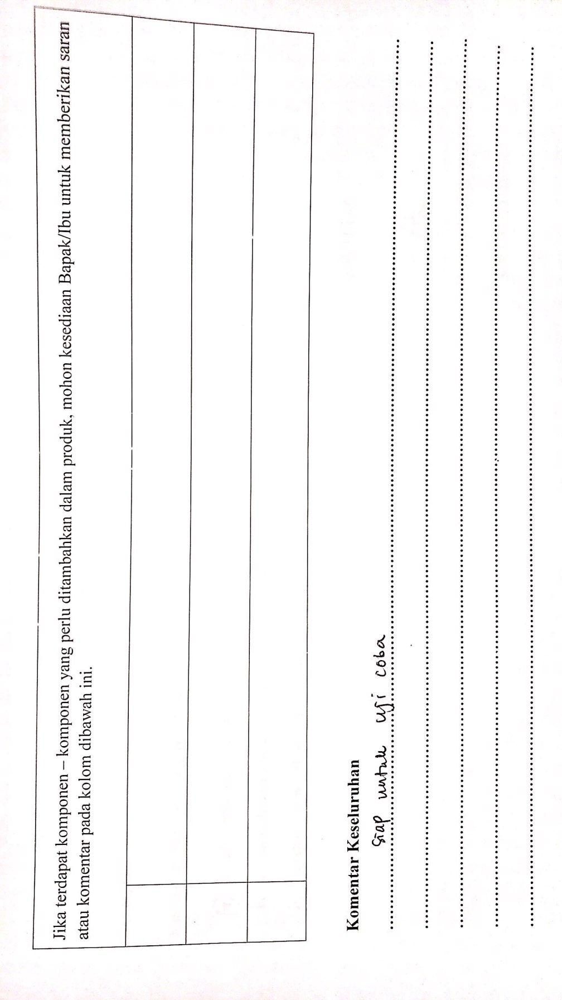 Jika terdapat komponen – komponen yang perlu ditambahkan dalam produk, mohon kesediaan Bapak/Ibu untuk memberikan saran
atau komentar pada kolom dibawah ini.
Komentar Keseluruhan
siap untuk uji coba